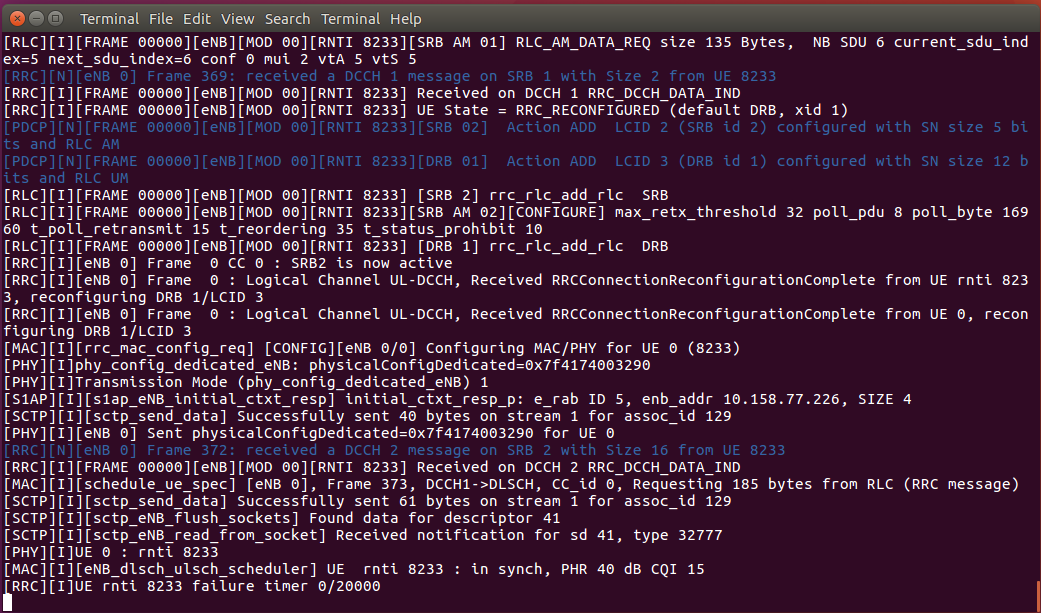 Terminal File Edit View Search Terminal Help
[RLC][I][FRAME 00000][eNB][MOD 00][RNTI 8233][SRB AM 01] RLC_AM_DATA_REQ size 135 Bytes,  NB SDU 6 current_sdu_ind
ex=5 next_sdu_index=6 conf 0 mui 2 vtA 5 vtS 5
[RRC][N][eNB 0] Frame 369: received a DCCH 1 message on SRB 1 with Size 2 from UE 8233
[RRC][I][FRAME 00000][eNB][MOD 00][RNTI 8233] Received on DCCH 1 RRC_DCCH_DATA_IND
[RRC][I][FRAME 00000][eNB][MOD 00][RNTI 8233] UE State = RRC_RECONFIGURED (default DRB, xid 1)
[PDCP][N][FRAME 00000][eNB][MOD 00][RNTI 8233][SRB 02]  Action ADD  LCID 2 (SRB id 2) configured with SN size 5 bi
ts and RLC AM
[PDCP][N][FRAME 00000][eNB][MOD 00][RNTI 8233][DRB 01]  Action ADD  LCID 3 (DRB id 1) configured with SN size 12 b
its and RLC UM
[RLC][I][FRAME 00000][eNB][MOD 00][RNTI 8233] [SRB 2] rrc_rlc_add_rlc  SRB
[RLC][I][FRAME 00000][eNB][MOD 00][RNTI 8233][SRB AM 02][CONFIGURE] max_retx_threshold 32 poll_pdu 8 poll_byte 169
60 t_poll_retransmit 15 t_reordering 35 t_status_prohibit 10
[RLC][I][FRAME 00000][eNB][MOD 00][RNTI 8233] [DRB 1] rrc_rlc_add_rlc  DRB
[RRC][I][eNB 0] Frame  0 CC 0 : SRB2 is now active
[RRC][I][eNB 0] Frame  0 : Logical Channel UL-DCCH, Received RRCConnectionReconfigurationComplete from UE rnti 823
3, reconfiguring DRB 1/LCID 3
[RRC][I][eNB 0] Frame  0 : Logical Channel UL-DCCH, Received RRCConnectionReconfigurationComplete from UE 0, recon
figuring DRB 1/LCID 3
[MAC][I][rrc_mac_config_req] [CONFIG][eNB 0/0] Configuring MAC/PHY for UE 0 (8233)
[PHY][I]phy_config_dedicated_eNB: physicalConfigDedicated=0x7f4174003290
[PHY][I]Transmission Mode (phy_config_dedicated_eNB) 1
[S1AP][I][s1ap_eNB_initial_ctxt_resp] initial_ctxt_resp_p: e_rab ID 5, enb_addr 10.158.77.226, SIZE 4
[SCTP][I][sctp_send_data] Successfully sent 40 bytes on stream 1 for assoc_id 129
[PHY][I][eNB 0] Sent physicalConfigDedicated=0x7f4174003290 for UE 0
[RRC][N][eNB 0] Frame 372: received a DCCH 2 message on SRB 2 with Size 16 from UE 8233
[RRC][I][FRAME 00000][eNB][MOD 00][RNTI 8233] Received on DCCH 2 RRC_DCCH_DATA_IND
[MAC][I][schedule_ue_spec] [eNB 0], Frame 373, DCCH1->DLSCH, CC_id 0, Requesting 185 bytes from RLC (RRC message)
[SCTP][I][sctp_send_data] Successfully sent 61 bytes on stream 1 for assoc_id 129
[SCTP][I][sctp_eNB_flush_sockets] Found data for descriptor 41
[SCTP][I][sctp_eNB_read_from_socket] Received notification for sd 41, type 32777
[PHY][I]UE 0 : rnti 8233
[MAC][I][eNB_dlsch_ulsch_scheduler] UE  rnti 8233 : in synch, PHR 40 dB CQI 15
[RRC][I]UE rnti 8233 failure timer 0/20000